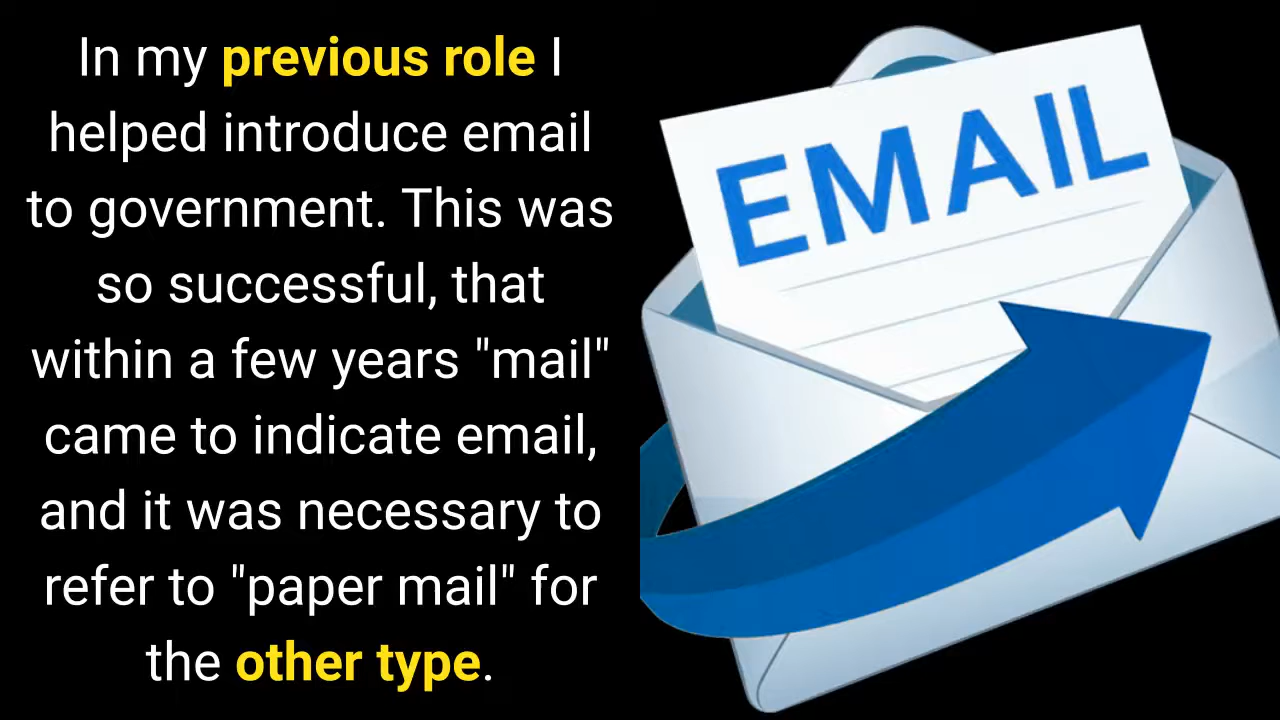 In my previous role I
helped introduce email
to government. This was
so successful, that
within a few years "mail"
came to indicate email,
and it was necessary to
refer to "paper mail" for
the other type.
EMAIL